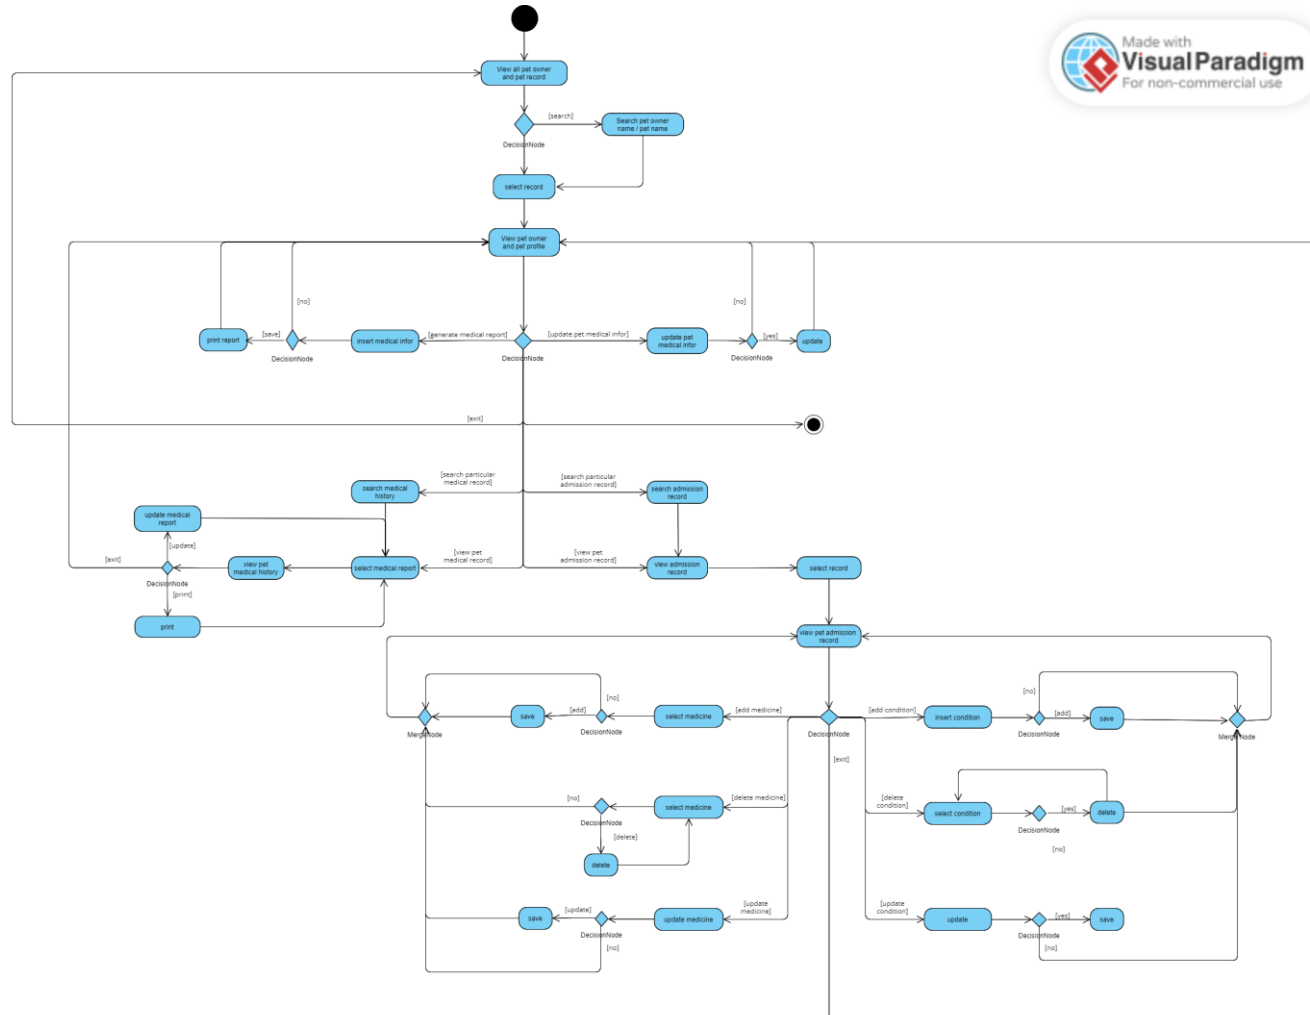 Made with
Visual Paradigm
For non-commercial use
View all pet owner
and pet record
[search]
Search pet owner
name / pet name
DecisionNode
select record
View pet owner
and pet profile
[no]
[no]
print report
[save]
DecisionNode
insert medical infor
[generate medical report]
DecisionNode
[update pet medical infor]
update pet
medical infor
DecisionNode
[yes]
update
[exit]
[search particular
medical record]
[search particular
admission record]
search medical
history
search admission
record
update medical
report
[update]
[exit]
DecisionNode
[print]
view pet
medical history
select medical report
[view pet
medical record]
[view pet
admission record]
view admission
record
select record
print
view pet admission
record
[no]
[no]
MergeNode
save
[add]
DecisionNode
select medicine
[add medicine]
DecisionNode
[add condition]
insert condition
DecisionNode
[add]
save
MergeNode
[exit]
[no]
DecisionNode
[delete]
select medicine
[delete medicine]
[delete
condition]
select condition
DecisionNode
[yes]
delete
[no]
delete
save
[update]
DecisionNode
[no]
update medicine
[update
medicine]
[update
condition]
update
DecisionNode
[yes]
save
[no]